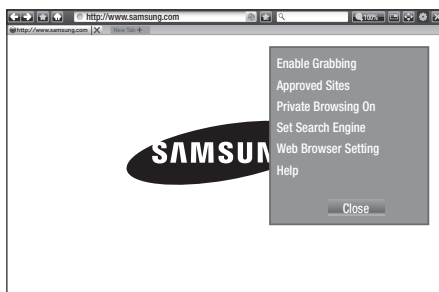 http://www.samsung.com
100%
http://www.samsung.com New Tab
Enable Grabbing
Approved Sites
Private Browsing On
Set Search Engine
Web Browser Setting
Help
Close
SAMSUN